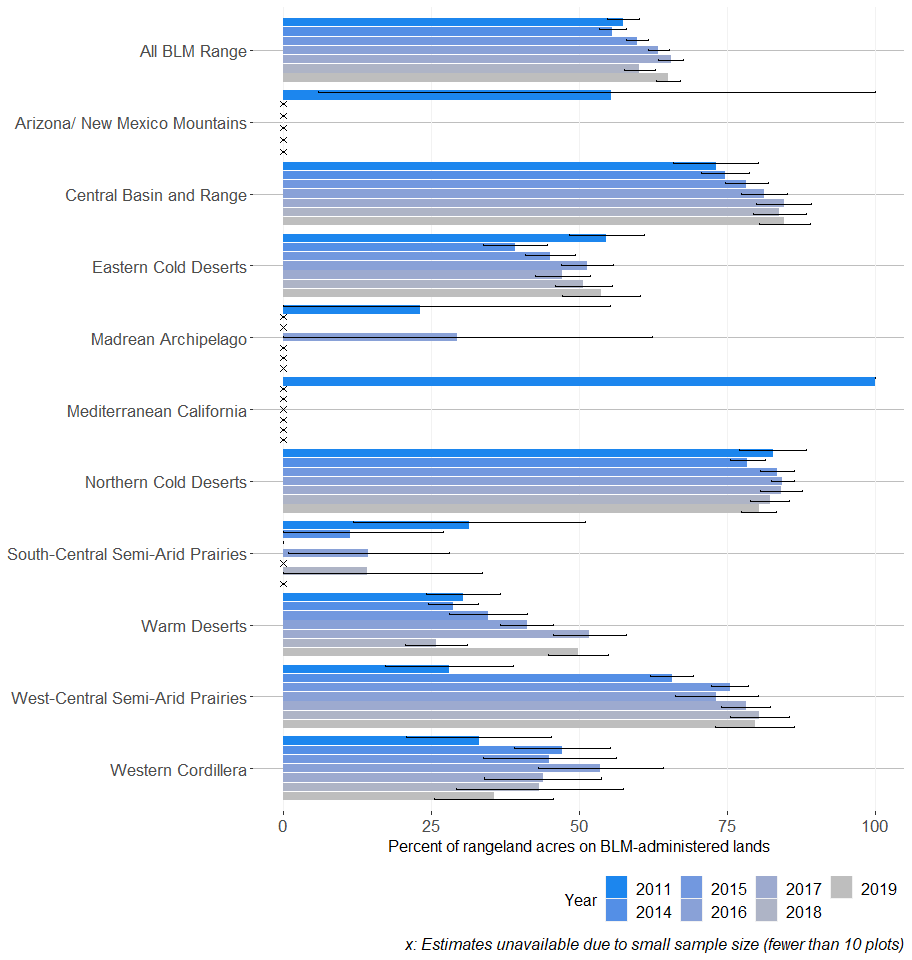 All BLM Range
Arizona/ New Mexico Mountains
Central Basin and Range
Eastern Cold Deserts
Madrean Archipelago
Mediterranean California
Northern Cold Deserts
South-Central Semi-Arid Prairies
Warm Deserts
West-Central Semi-Arid Prairies
Western Cordillera
0 25 50 75 100
Percent of rangeland acres on BLM-administered lands
Year
2011 2015 2017 2019
2014 2016 2018
x: Estimates unavailable due to small sample size (fewer than 10 plots)